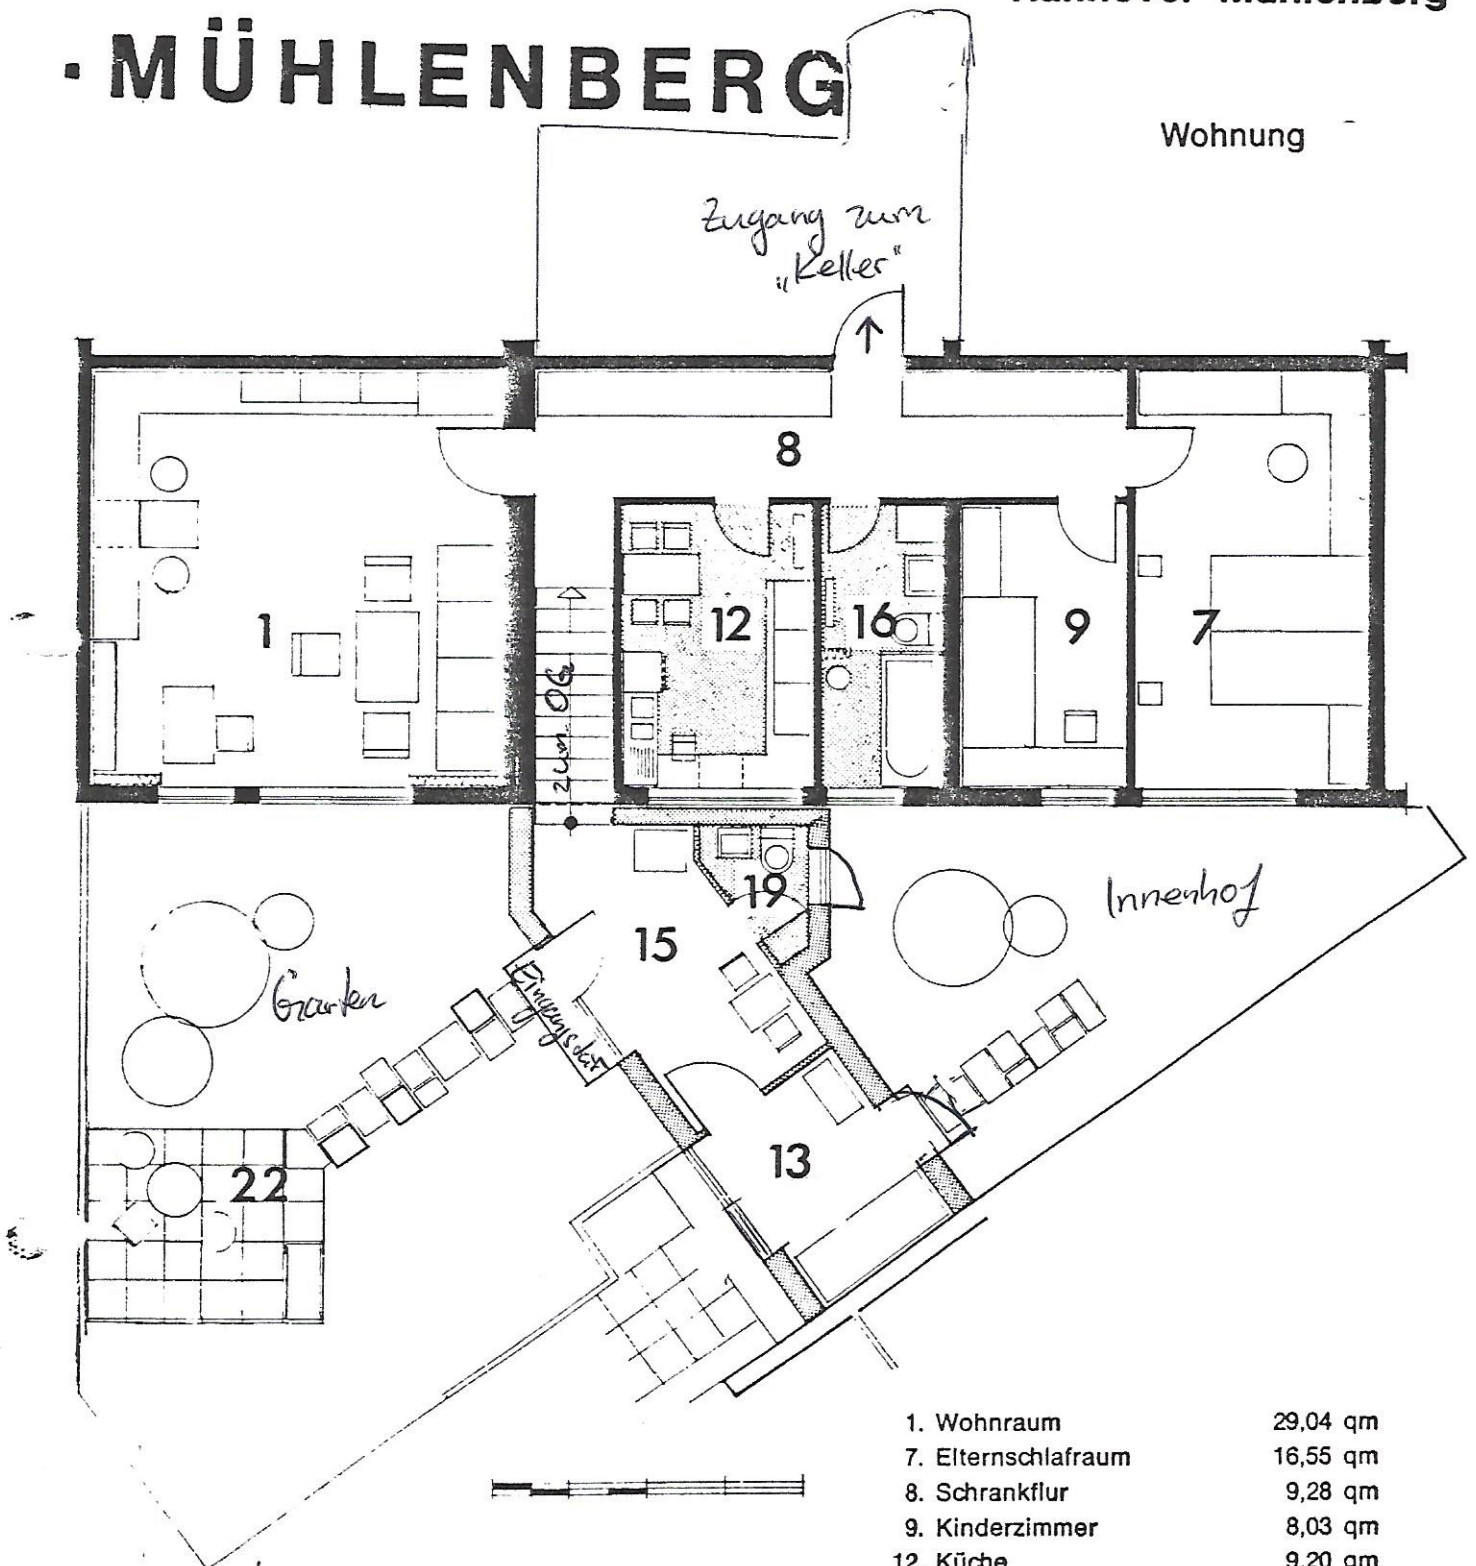 · MÜHLENBERG
Wohnung
Zugang zum
„Keller“
8
1
12
16
9
7
zum OG
19
15
Innenhof
Garten
Eingangstür
22
13
1. Wohnraum 29,04 qm
7. Elternschlafraum 16,55 qm
8. Schrankflur 9,28 qm
9. Kinderzimmer 8,03 qm
12. Küche 9,20 qm